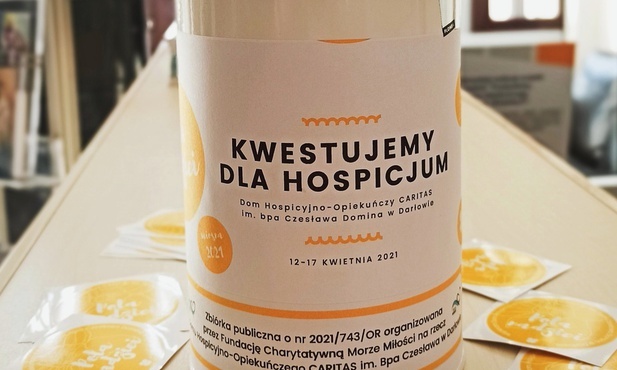 KWESTUJEMY
DLA HOSPICJUM
Dom Hospicyjno-Opiekuńczy CARITAS
im. bpa Czesława Domina w Darłowie
2021
12-17 KWIETNIA 2021
Zbiórka publiczna o nr 2021/743/OR organizowana
przez Fundację Charytatywną Morze Miłości na rzecz
Hospicyjno-Opiekuńczego CARITAS im. Bpa Czesława w